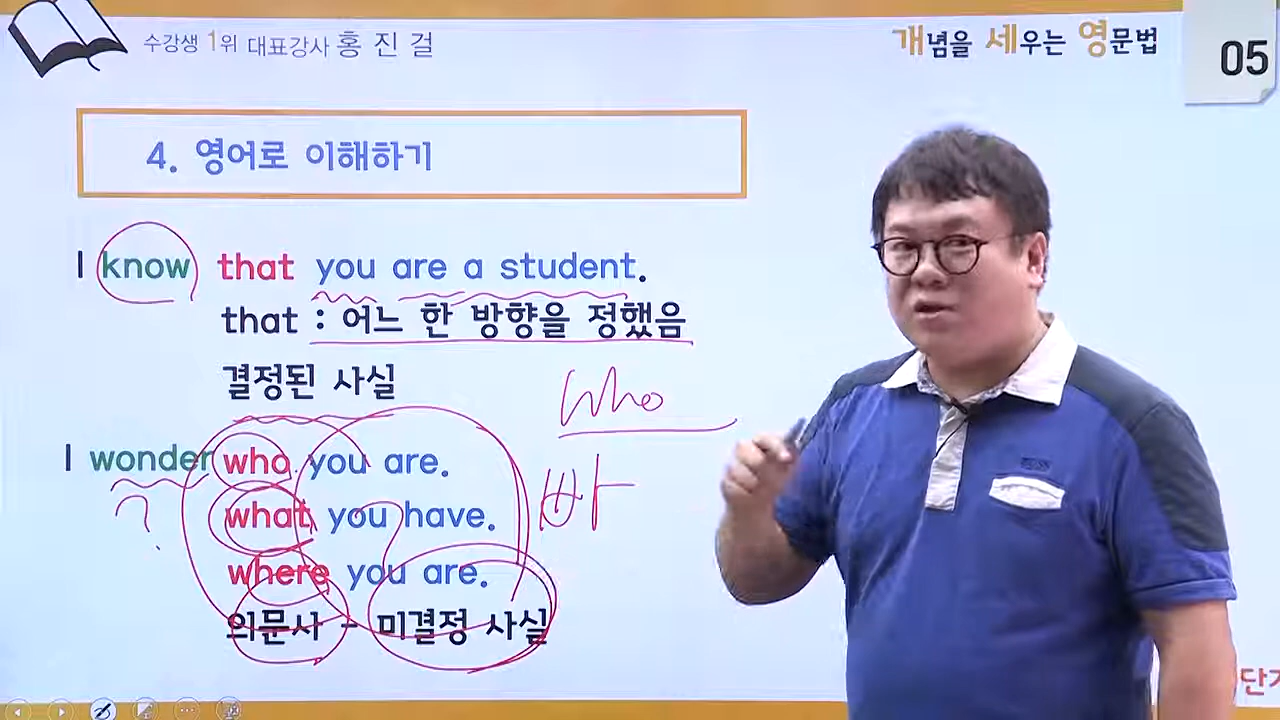 수강생 1위 대표강사 홍 진 걸
개념을 세우는 영문법
05
4. 영어로 이해하기
I know that you are a student.
that : 어느 한 방향을 정했음
결정된 사실
who
I wonder who you are.
?
what you have.
where you are.
의문사 - 미결정 사실
단기